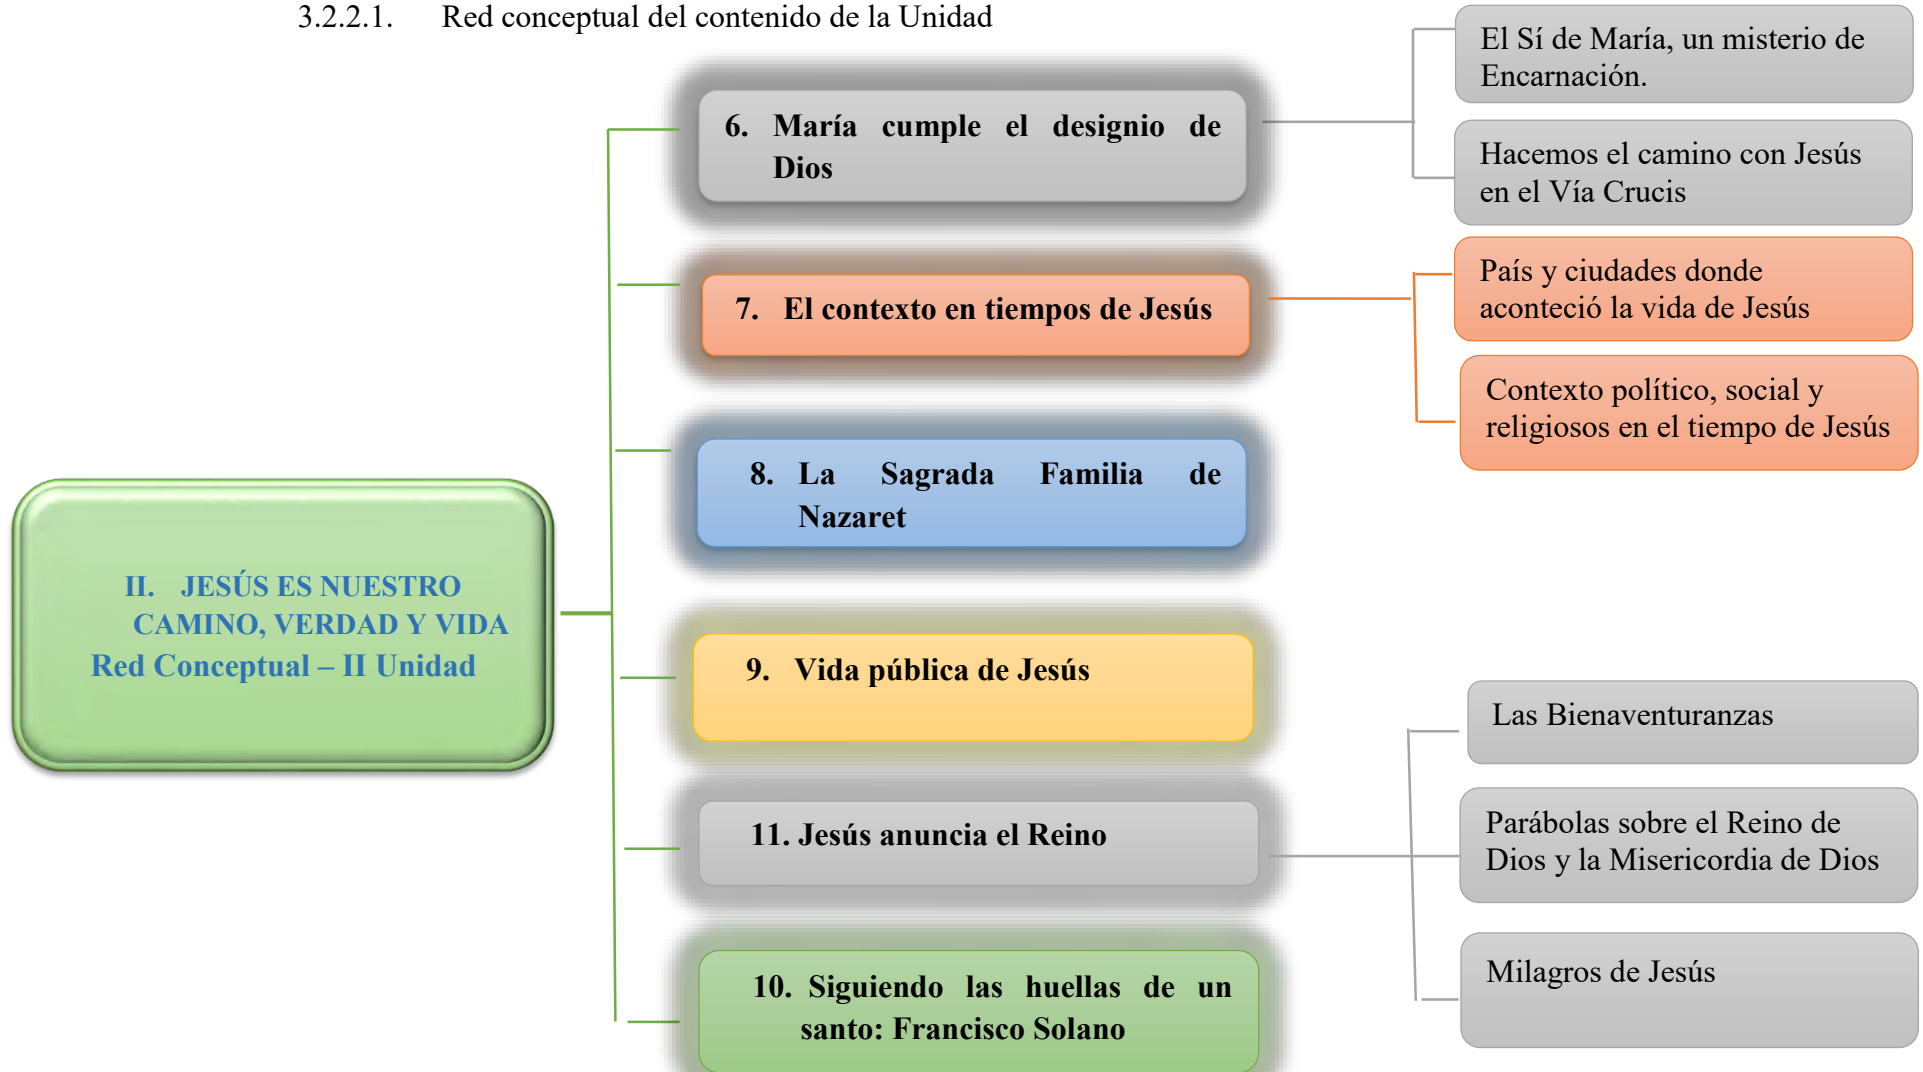 3.2.2.1. Red conceptual del contenido de la Unidad
II. JESÚS ES NUESTRO
CAMINO, VERDAD Y VIDA
Red Conceptual – II Unidad
6. María cumple el designio de
Dios
El Sí de María, un misterio de
Encarnación.
Hacemos el camino con Jesús
en el Vía Crucis
7. El contexto en tiempos de Jesús
País y ciudades donde
aconteció la vida de Jesús
Contexto político, social y
religiosos en el tiempo de Jesús
8. La Sagrada Familia de
Nazaret
9. Vida pública de Jesús
11. Jesús anuncia el Reino
Las Bienaventuranzas
Parábolas sobre el Reino de
Dios y la Misericordia de Dios
Milagros de Jesús
10. Siguiendo las huellas de un
santo: Francisco Solano